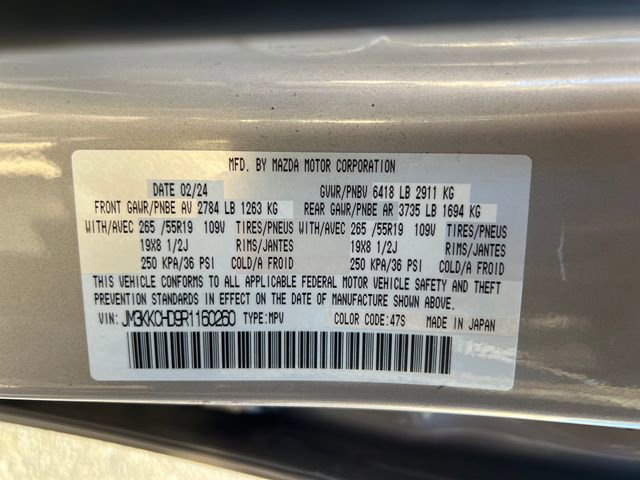 MFD. BY MAZDA MOTOR CORPORATION
DATE 02/24 GVWR/PNBV 6418 LB 2911 KG
FRONT GAWR/PNBE AV 2784 LB 1263 KG REAR GAWR/PNBE AR 3735 LB 1694 KG
WITH/AVEC 265 /55R19 109V TIRES/PNEUS WITH/AVEC 265 /55R19 109V TIRES/PNEUS
19X8 1/2J RIMS/JANTES 19X8 1/2J RIMS/JANTES
250 KPA/36 PSI COLD/A FROID 250 KPA/36 PSI COLD/A FROID
THIS VEHICLE CONFORMS TO ALL APPLICABLE FEDERAL MOTOR VEHICLE SAFETY AND THEFT
PREVENTION STANDARDS IN EFFECT ON THE DATE OF MANUFACTURE SHOWN ABOVE.
VIN: JM3KKCHD9R1160260 TYPE:MPV COLOR CODE:47S MADE IN JAPAN